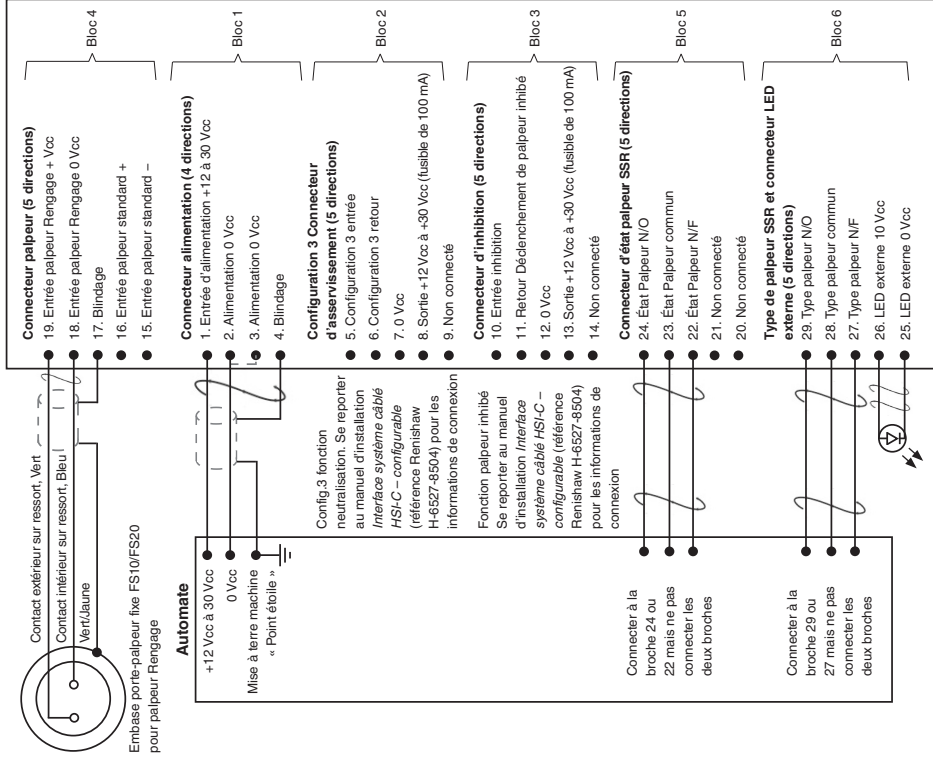 Contact extérieur sur ressort, Vert
Contact intérieur sur ressort, Bleu
Vert/Jaune
Embase porte-palpeur fixe FS10/FS20
pour palpeur Rengage
Connecteur palpeur (5 directions)
19. Entrée palpeur Rengage + Vcc
18. Entrée palpeur Rengage 0 Vcc
17. Blindage
16. Entrée palpeur standard +
15. Entrée palpeur standard –
Bloc 4
Automate
+12 Vcc à 30 Vcc
0 Vcc
Mise à terre machine
« Point étoile »
Connecteur alimentation (4 directions)
1. Entrée d'alimentation +12 à 30 Vcc
2. Alimentation 0 Vcc
3. Alimentation 0 Vcc
4. Blindage
Bloc 1
Config.3 fonction
neutralisation. Se reporter
au manuel d'installation
Interface système câblé
HSI-C – configurable
(référence Renishaw
H-6527-8504) pour les
informations de connexion
Configuration 3 Connecteur
d'asservissement (5 directions)
5. Configuration 3 entrée
6. Configuration 3 retour
7. 0 Vcc
8. Sortie +12 Vcc à +30 Vcc (fusible de 100 mA)
9. Non connecté
Bloc 2
Fonction palpeur inhibé
Se reporter au manuel
d'installation Interface
système câblé HSI-C –
configurable (référence
Renishaw H-6527-8504)
pour les informations de
connexion
Connecteur d'inhibition (5 directions)
10. Entrée inhibition
11. Retour Déclenchement de palpeur inhibé
12. 0 Vcc
13. Sortie +12 Vcc à +30 Vcc (fusible de 100 mA)
14. Non connecté
Bloc 3
Connecter à la
broche 24 ou
22 mais ne pas
connecter les
deux broches
Connecteur d'état palpeur SSR (5 directions)
24. État Palpeur N/O
23. État Palpeur commun
22. État Palpeur N/F
21. Non connecté
20. Non connecté
Bloc 5
Connecter à la
broche 29 ou
27 mais ne pas
connecter les
deux broches
Type de palpeur SSR et connecteur LED
externe (5 directions)
29. Type palpeur N/O
28. Type palpeur commun
27. Type palpeur N/F
26. LED externe 10 Vcc
25. LED externe 0 Vcc
Bloc 6